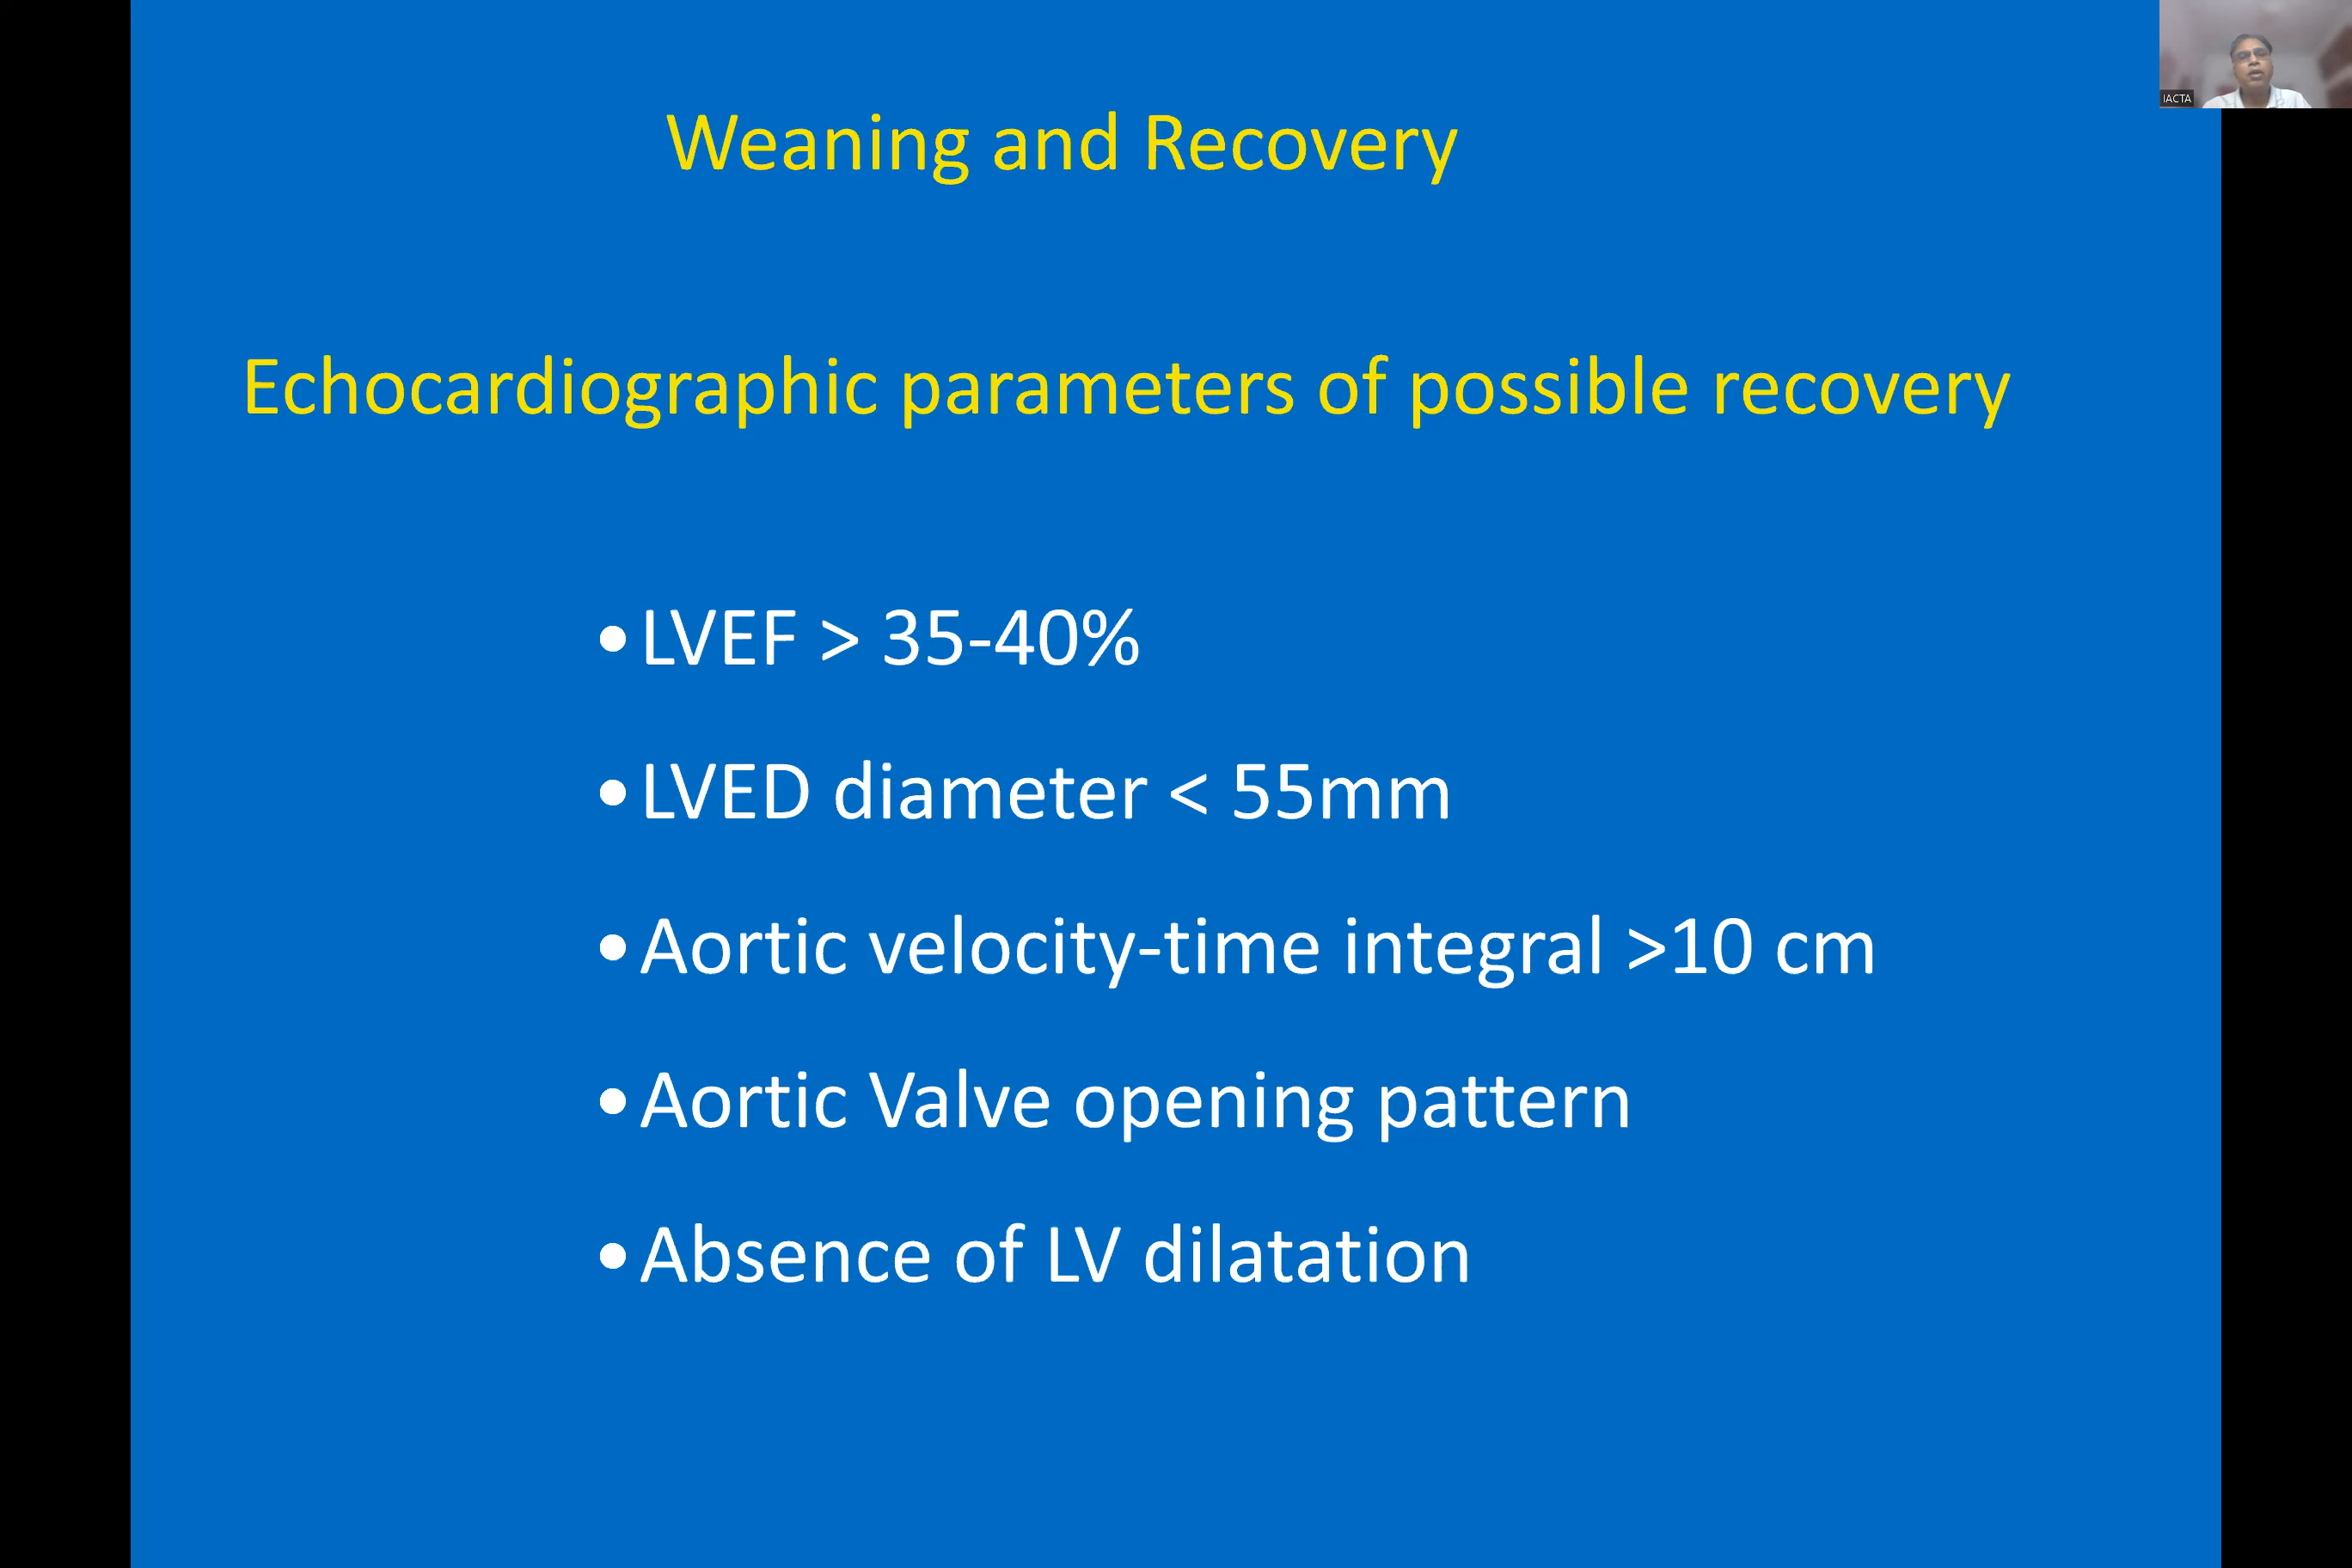 Weaning and Recovery
IACTA
Echocardiographic parameters of possible recovery
•LVEF > 35-40%
•LVED diameter < 55mm
•Aortic velocity-time integral >10 cm
•Aortic Valve opening pattern
•Absence of LV dilatation